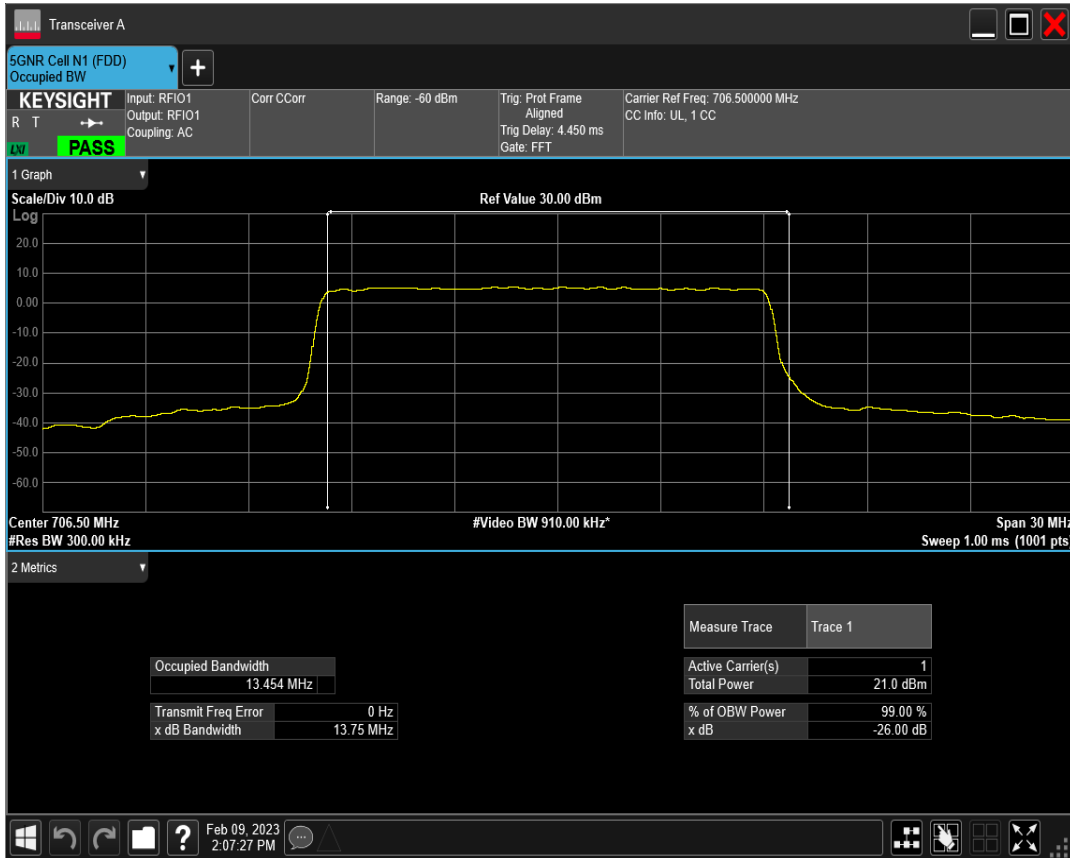 Transceiver A
5GNR Cell N1 (FDD)
Occupied BW
+
KEYSIGHT
R T
LXI
PASS
Input: RFIO1
Output: RFIO1
Coupling: AC
Corr CCorr
Range: -60 dBm
Trig: Prot Frame
Aligned
Trig Delay: 4.450 ms
Gate: FFT
Carrier Ref Freq: 706.500000 MHz
CC Info: UL, 1 CC
1 Graph
Scale/Div 10.0 dB
Ref Value 30.00 dBm
Log
20.0
10.0
0.00
-10.0
-20.0
-30.0
-40.0
-50.0
-60.0
Center 706.50 MHz
#Video BW 910.00 kHz*
Span 30 MHz
#Res BW 300.00 kHz
Sweep 1.00 ms (1001 pts)
2 Metrics
Measure Trace Trace 1
Occupied Bandwidth
13.454 MHz
Active Carrier(s) 1
Total Power 21.0 dBm
Transmit Freq Error 0 Hz
x dB Bandwidth 13.75 MHz
% of OBW Power 99.00 %
x dB -26.00 dB
?
Feb 09, 2023
2:07:27 PM